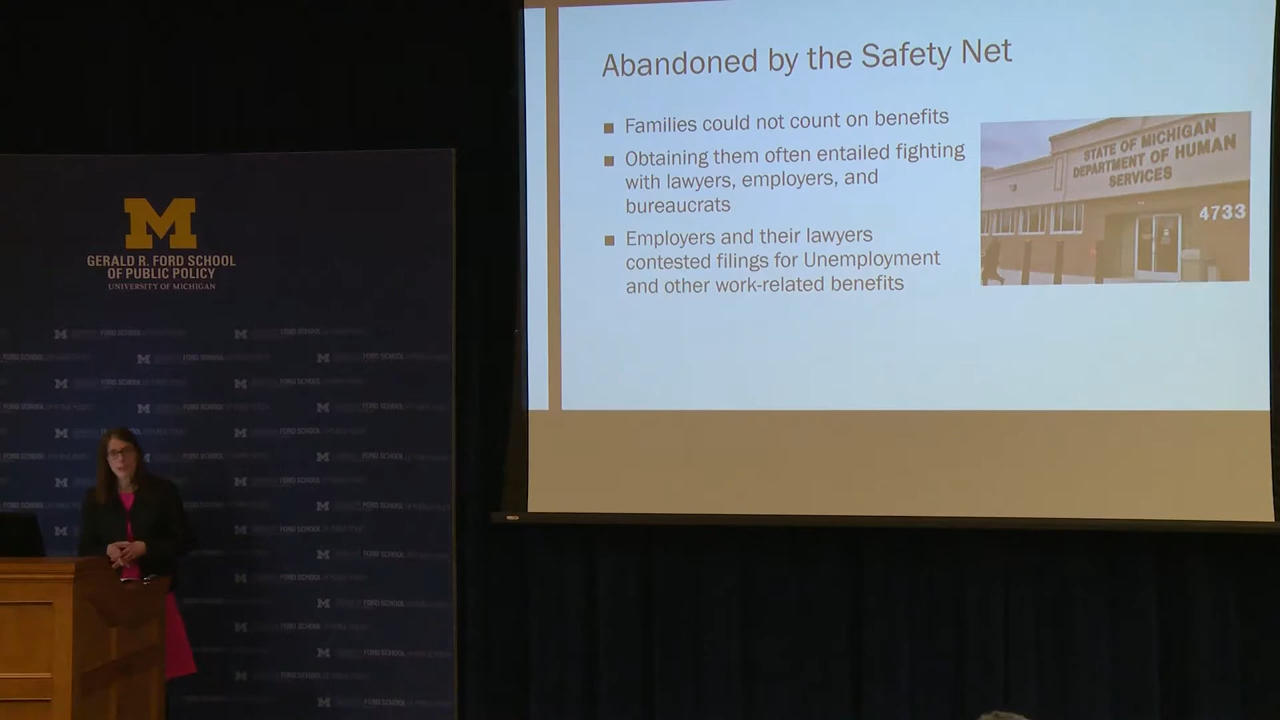 Abandoned by the Safety Net
Families could not count on benefits
Obtaining them often entailed fighting
with lawyers, employers, and
bureaucrats
Employers and their lawyers
contested filings for Unemployment
and other work-related benefits
STATE OF MICHIGAN
DEPARTMENT OF HUMAN
SERVICES
4733
M
GERALD R. FORD SCHOOL
OF PUBLIC POLICY
UNIVERSITY OF MICHIGAN